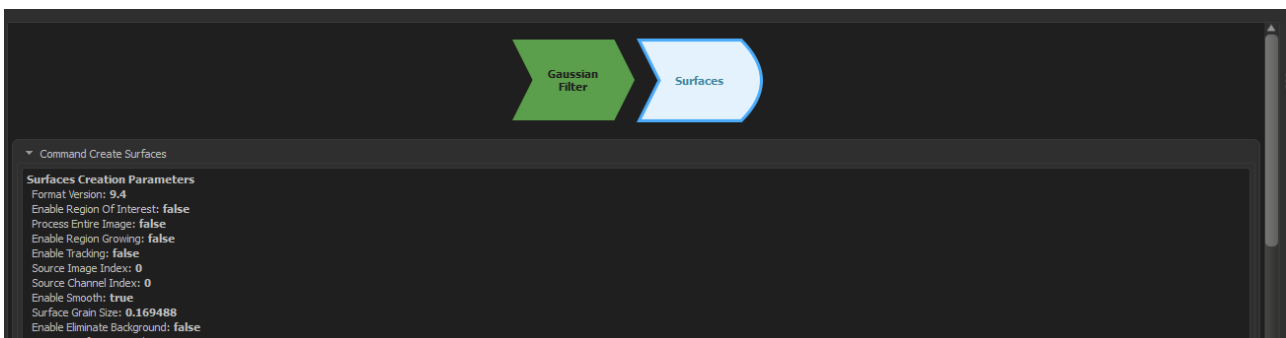 Gaussian
Filter
Surfaces
Command Create Surfaces
Surfaces Creation Parameters
Format Version: 9.4
Enable Region Of Interest: false
Process Entire Image: false
Enable Region Growing: false
Enable Tracking: false
Source Image Index: 0
Source Channel Index: 0
Enable Smooth: true
Surface Grain Size: 0.169488
Enable Eliminate Background: false